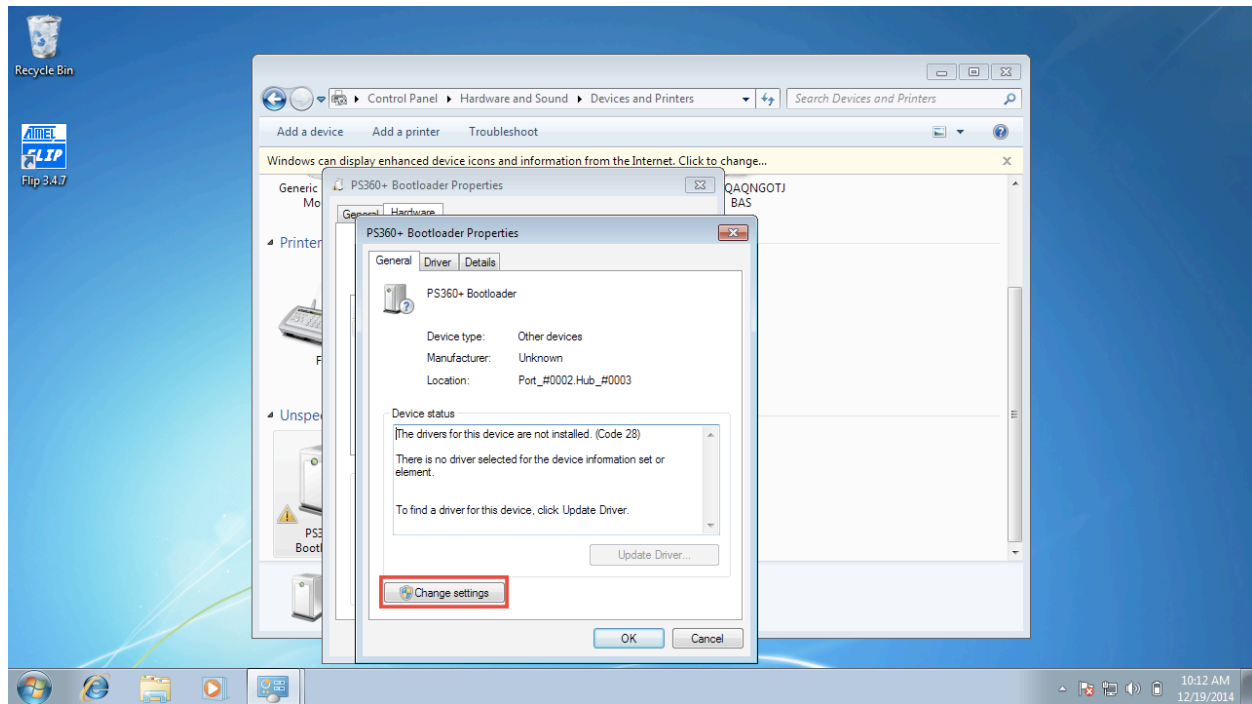 Recycle Bin
ATMEL
FLIP
Flip 3.4.7
Control Panel Hardware and Sound Devices and Printers
Search Devices and Printers
Add a device Add a printer Troubleshoot
Windows can display enhanced device icons and information from the Internet. Click to change...
Generic
Mo
QAQNGOTJ
BAS
PS360+ Bootloader Properties
General Hardware
Printer
F
Unspe
PS3
Bootl
PS360+ Bootloader Properties
General Driver Details
PS360+ Bootloader
Device type: Other devices
Manufacturer: Unknown
Location: Port_#0002.Hub_#0003
Device status
The drivers for this device are not installed. (Code 28)
There is no driver selected for the device information set or
element.
To find a driver for this device, click Update Driver.
Update Driver...
Change settings
OK Cancel
10:12 AM
12/19/2014